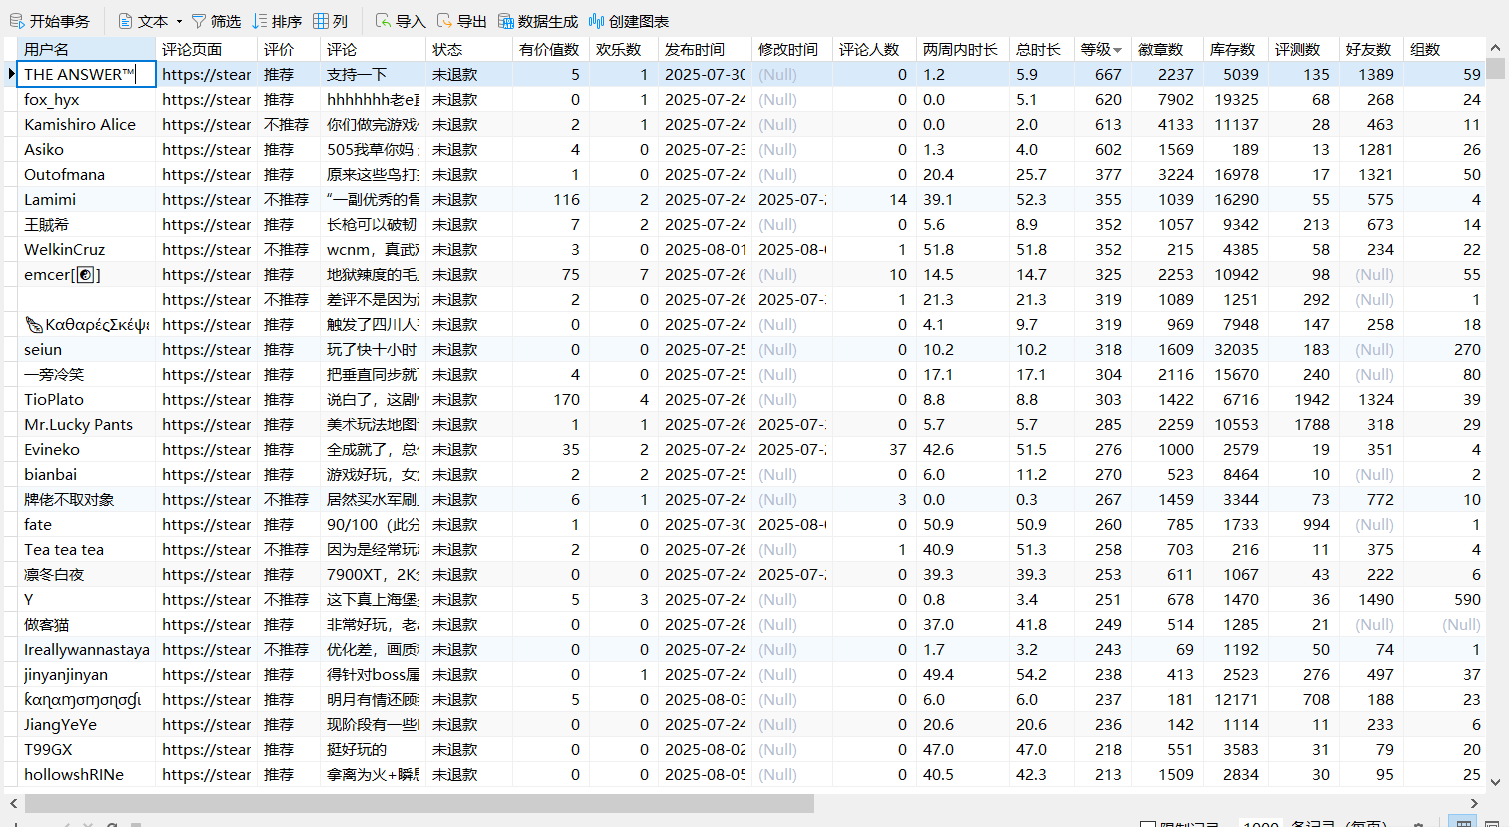 开始事务 文本 筛选 排序 列 导入 导出 数据生成 创建图表
用户名 评论页面 评价 评论 状态 有价值数 欢乐数 发布时间 修改时间 评论人数 两周内时长 总时长 等级 徽章数 库存数 评测数 好友数 组数
THE ANSWER™ https://stear 推荐 支持一下 未退款 5 1 2025-07-30 (Null) 0 1.2 5.9 667 2237 5039 135 1389 59
fox_hyx https://stear 推荐 hhhhhhh老e 未退款 0 1 2025-07-24 (Null) 0 0.0 5.1 620 7902 19325 68 268 24
Kamishiro Alice https://stear 不推荐 你们做完游戏 未退款 2 1 2025-07-24 (Null) 0 0.0 2.0 613 4133 11137 28 463 11
Asiko https://stear 推荐 505我草你妈 未退款 4 0 2025-07-23 (Null) 0 1.3 4.0 602 1569 189 13 1281 26
Outofmana https://stear 推荐 原来这些鸟打 未退款 1 0 2025-07-24 (Null) 0 20.4 25.7 377 3224 16978 17 1321 50
Lamimi https://stear 不推荐 “一副优秀的骨 未退款 116 2 2025-07-24 2025-07- 14 39.1 52.3 355 1039 16290 55 575 4
王賊希 https://stear 推荐 长枪可以破韧 未退款 7 2 2025-07-24 (Null) 0 5.6 8.9 352 1057 9342 213 673 14
WelkinCruz https://stear 不推荐 wcnm，真武 未退款 3 0 2025-08-01 2025-08- 1 51.8 51.8 352 215 4385 58 234 22
emcer[] https://stear 推荐 地狱辣度的毛 未退款 75 7 2025-07-26 (Null) 10 14.5 14.7 325 2253 10942 98 (Null) 55
https://stear 不推荐 差评不是因为 未退款 2 0 2025-07-26 2025-07- 1 21.3 21.3 319 1089 1251 292 (Null) 1
ΚαθαρέςΣκέψε https://stear 推荐 触发了四川人 未退款 0 0 2025-07-24 (Null) 0 4.1 9.7 319 969 7948 147 258 18
seiun https://stear 推荐 玩了快十小时 未退款 0 0 2025-07-25 (Null) 0 10.2 10.2 318 1609 32035 183 (Null) 270
一旁冷笑 https://stear 推荐 把垂直同步就 未退款 4 0 2025-07-25 (Null) 0 17.1 17.1 304 2116 15670 240 (Null) 80
TioPlato https://stear 推荐 说白了，这剧 未退款 170 4 2025-07-26 (Null) 0 8.8 8.8 303 1422 6716 1942 1324 39
Mr.Lucky Pants https://stear 推荐 美术玩法地图 未退款 1 1 2025-07-26 2025-07- 0 5.7 5.7 285 2259 10553 1788 318 29
Evineko https://stear 推荐 全成就了，总 未退款 35 2 2025-07-24 2025-07- 37 42.6 51.5 276 1000 2579 19 351 4
bianbai https://stear 推荐 游戏好玩，女 未退款 2 2 2025-07-25 (Null) 0 6.0 11.2 270 523 8464 10 (Null) 2
牌佬不取对象 https://stear 不推荐 居然买水军刷 未退款 6 1 2025-07-24 (Null) 3 0.0 0.3 267 1459 3344 73 772 10
fate https://stear 推荐 90/100（此分 未退款 1 0 2025-07-30 2025-08- 0 50.9 50.9 260 785 1733 994 (Null) 1
Tea tea tea https://stear 不推荐 因为是经常玩 未退款 2 0 2025-07-26 (Null) 1 40.9 51.3 258 703 216 11 375 4
凛冬白夜 https://stear 推荐 7900XT，2K 未退款 0 0 2025-07-24 2025-07- 0 39.3 39.3 253 611 1067 43 222 6
Y https://stear 不推荐 这下真上海堡 未退款 5 3 2025-07-24 (Null) 0 0.8 3.4 251 678 1470 36 1490 590
做客猫 https://stear 推荐 非常好玩，老 未退款 0 0 2025-07-28 (Null) 0 37.0 41.8 249 514 1285 21 (Null) (Null)
Ireallywannastaya https://stear 不推荐 优化差，画质 未退款 0 0 2025-07-24 (Null) 0 1.7 3.2 243 69 1192 50 74 1
jinyanjinyan https://stear 推荐 得针对boss属 未退款 0 1 2025-07-24 (Null) 0 49.4 54.2 238 413 2523 276 497 37
https://stear 推荐 明月有情还顾 未退款 5 0 2025-08-03 (Null) 0 6.0 6.0 237 181 12171 708 188 23
JiangYeYe https://stear 推荐 现阶段有一些 未退款 0 0 2025-07-24 (Null) 0 20.6 20.6 236 142 1114 11 233 6
T99GX https://stear 推荐 挺好玩的 未退款 0 0 2025-08-02 (Null) 0 47.0 47.0 218 551 3583 31 79 20
hollowshRINe https://stear 推荐 拿离为火+瞬 未退款 0 0 2025-08-05 (Null) 0 40.5 42.3 213 1509 2834 30 95 25